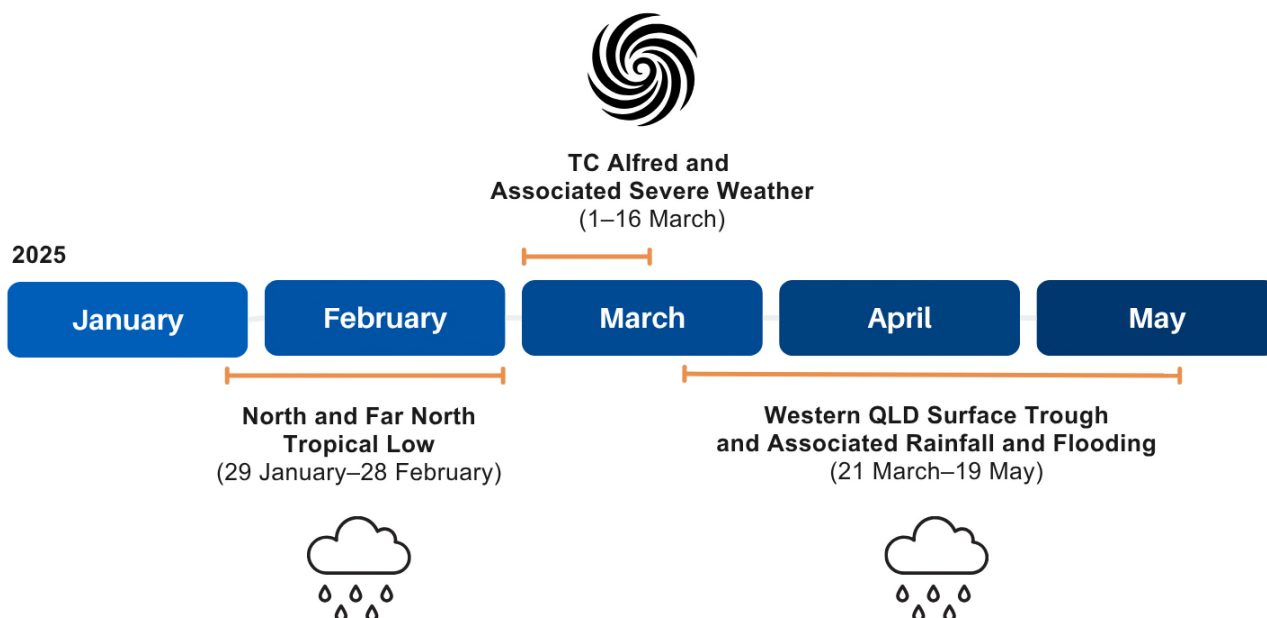 TC Alfred and
Associated Severe Weather
(1–16 March)
2025
January
February
March
April
May
North and Far North
Tropical Low
(29 January–28 February)
Western QLD Surface Trough
and Associated Rainfall and Flooding
(21 March–19 May)